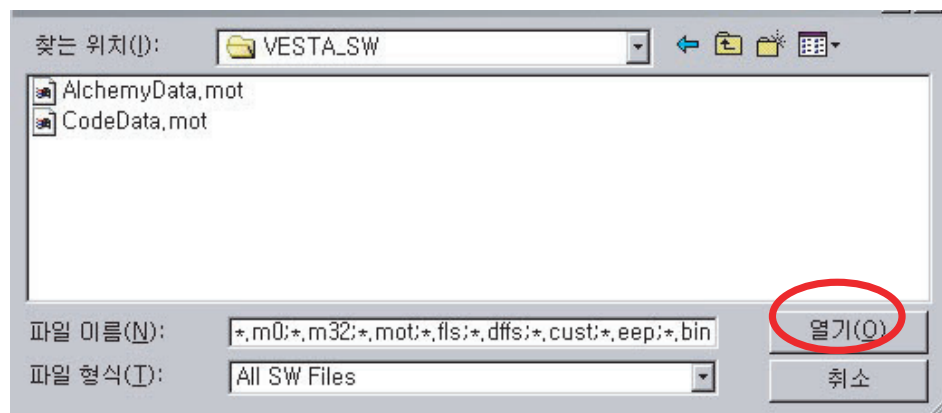 찾는 위치(I): VESTA_SW
AlchemyData.mot
CodeData.mot
파일 이름(N): *.m0;*.m32;*.mot;*.fls;*.dffs;*.cust;*.eep;*.bin 열기(O)
파일 형식(T): All SW Files 취소